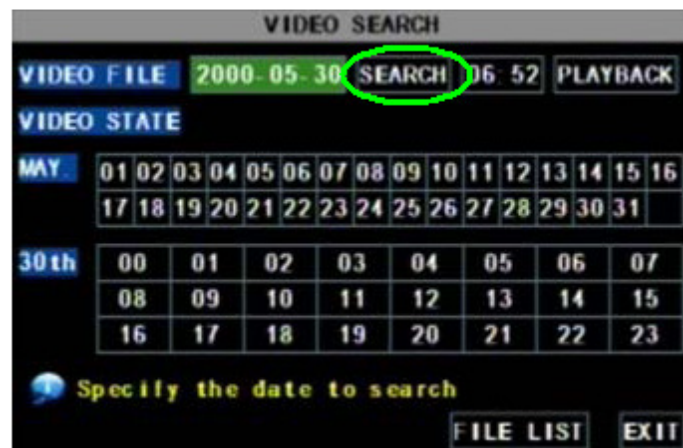 VIDEO SEARCH
VIDEO FILE 2000-05-30 SEARCH 06:52 PLAYBACK
VIDEO STATE
MAY. 01 02 03 04 05 06 07 08 09 10 11 12 13 14 15 16
17 18 19 20 21 22 23 24 25 26 27 28 29 30 31
30th 00 01 02 03 04 05 06 07
08 09 10 11 12 13 14 15
16 17 18 19 20 21 22 23
Specify the date to search
FILE LIST EXIT